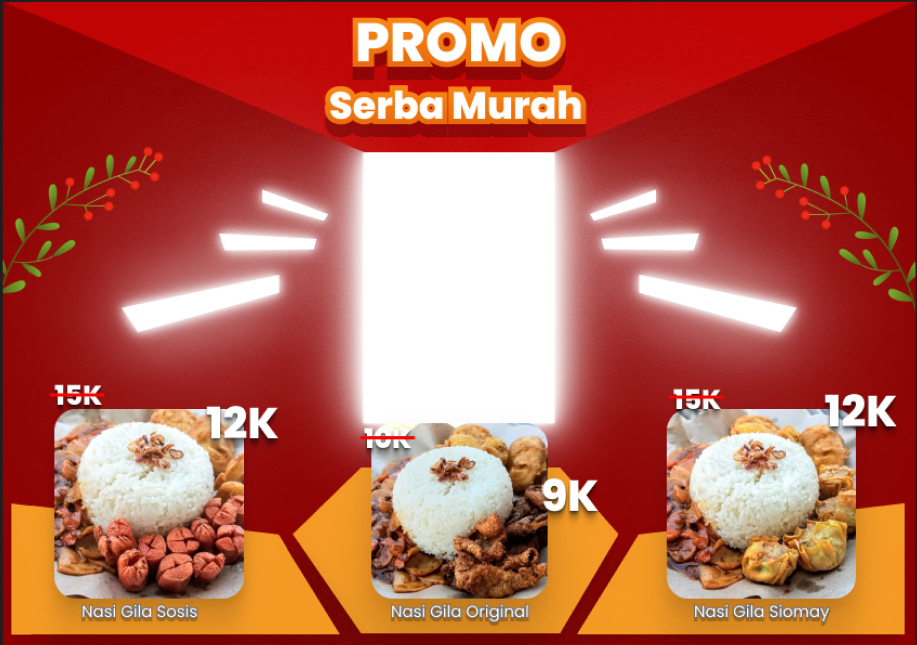 PROMO
Serba Murah
15K
12K
10K
9K
15K
12K
Nasi Gila Sosis
Nasi Gila Original
Nasi Gila Siomay